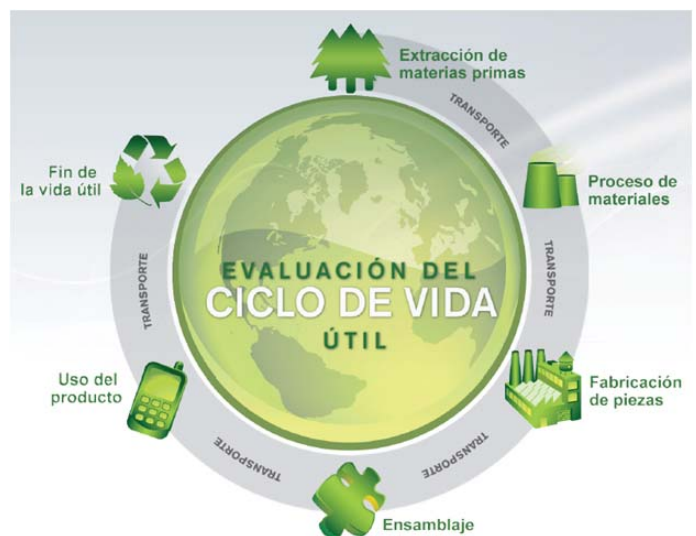 Extracción de
materias primas
TRANSPORTE
Proceso de
materiales
TRANSPORTE
Fabricación
de piezas
TRANSPORTE
Ensamblaje
TRANSPORTE
Uso del
producto
TRANSPORTE
Fin de
la vida útil
EVALUACIÓN DEL
CICLO DE VIDA
ÚTIL